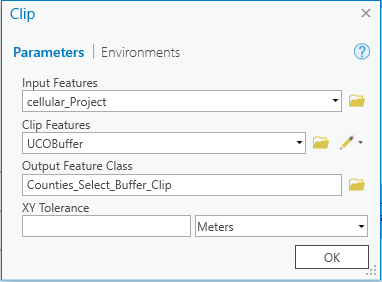 Clip
Parameters | Environments
Input Features
cellular_Project
Clip Features
UCOBuffer
Output Feature Class
Counties_Select_Buffer_Clip
XY Tolerance
Meters
OK